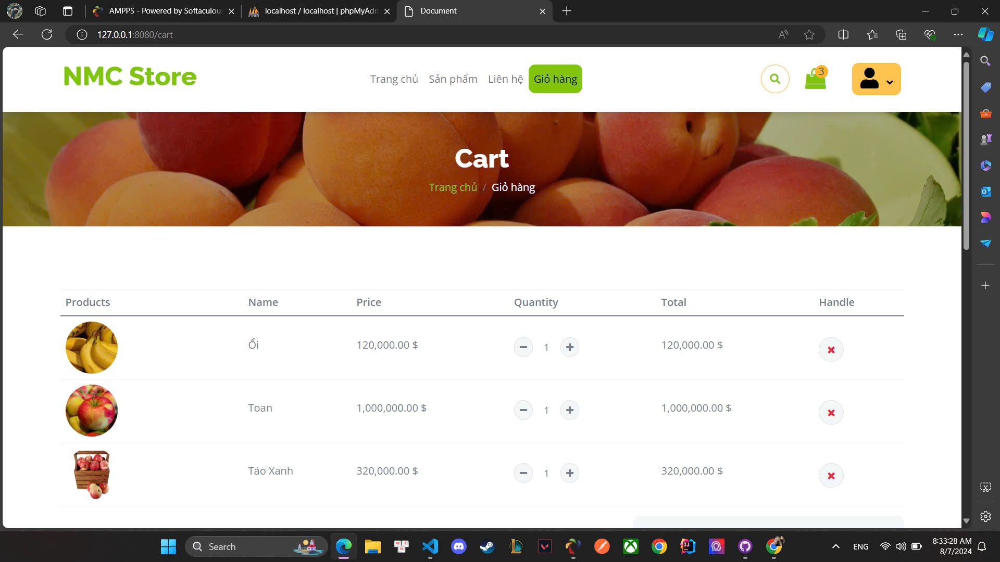 AMPPS - Powered by Softaculous
localhost / localhost | phpMyAdm
Document
127.0.0.1:8080/cart
NMC Store
Trang chủ
Sản phẩm
Liên hệ
Giỏ hàng
3
Cart
Trang chủ / Giỏ hàng
Products Name Price Quantity Total Handle
Ổi 120,000.00 $ 1 120,000.00 $
Toan 1,000,000.00 $ 1 1,000,000.00 $
Táo Xanh 320,000.00 $ 1 320,000.00 $
Search
ENG
8:33:28 AM
8/7/2024